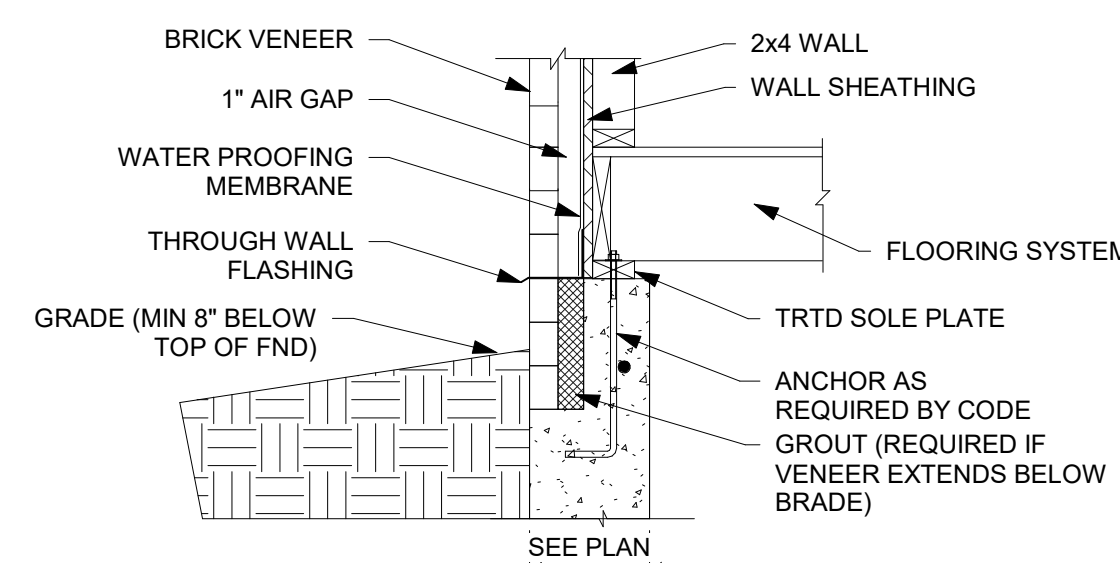 BRICK VENEER
1" AIR GAP
WATER PROOFING
MEMBRANE
THROUGH WALL
FLASHING
GRADE (MIN 8" BELOW
TOP OF FND)
2x4 WALL
WALL SHEATHING
FLOORING SYSTEM
TRTD SOLE PLATE
ANCHOR AS
REQUIRED BY CODE
GROUT (REQUIRED IF
VENEER EXTENDS BELOW
BRADE)
SEE PLAN